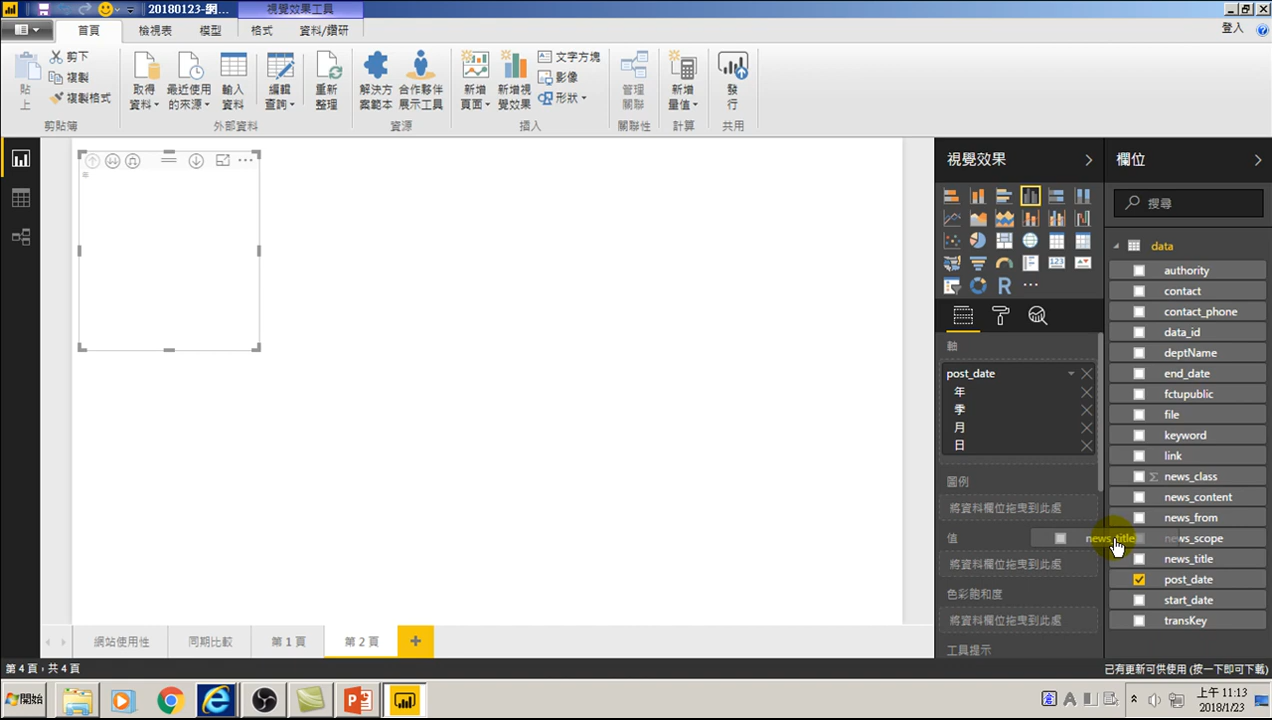 20180123-網...
視覺效果工具
首頁
檢視表
模型
格式
資料/鑽研
登入
貼上
剪下
複製
複製格式
剪貼簿
取得資料
最近使用的來源
輸入資料
編輯查詢
外部資料
重新整理
解決方案範本
合作夥伴展示工具
資源
新增頁面
新增視覺效果
文字方塊
影像
形狀
插入
管理關聯
關聯性
新增量值
計算
發行
共用
視覺效果
欄位
搜尋
data
authority
contact
contact_phone
data_id
deptName
end_date
fctupublic
file
keyword
link
news_class
news_content
news_from
news_scope
news_title
post_date
start_date
transKey
R
123
軸
post_date
年
季
月
日
圖例
將資料欄位拖曳到此處
值
news_title
將資料欄位拖曳到此處
色彩飽和度
將資料欄位拖曳到此處
工具提示
網站使用性
同期比較
第 1 頁
第 2 頁
第 4 頁，共 4 頁
已有更新可供使用 (按一下即可下載)
開始
上午 11:13
2018/1/23